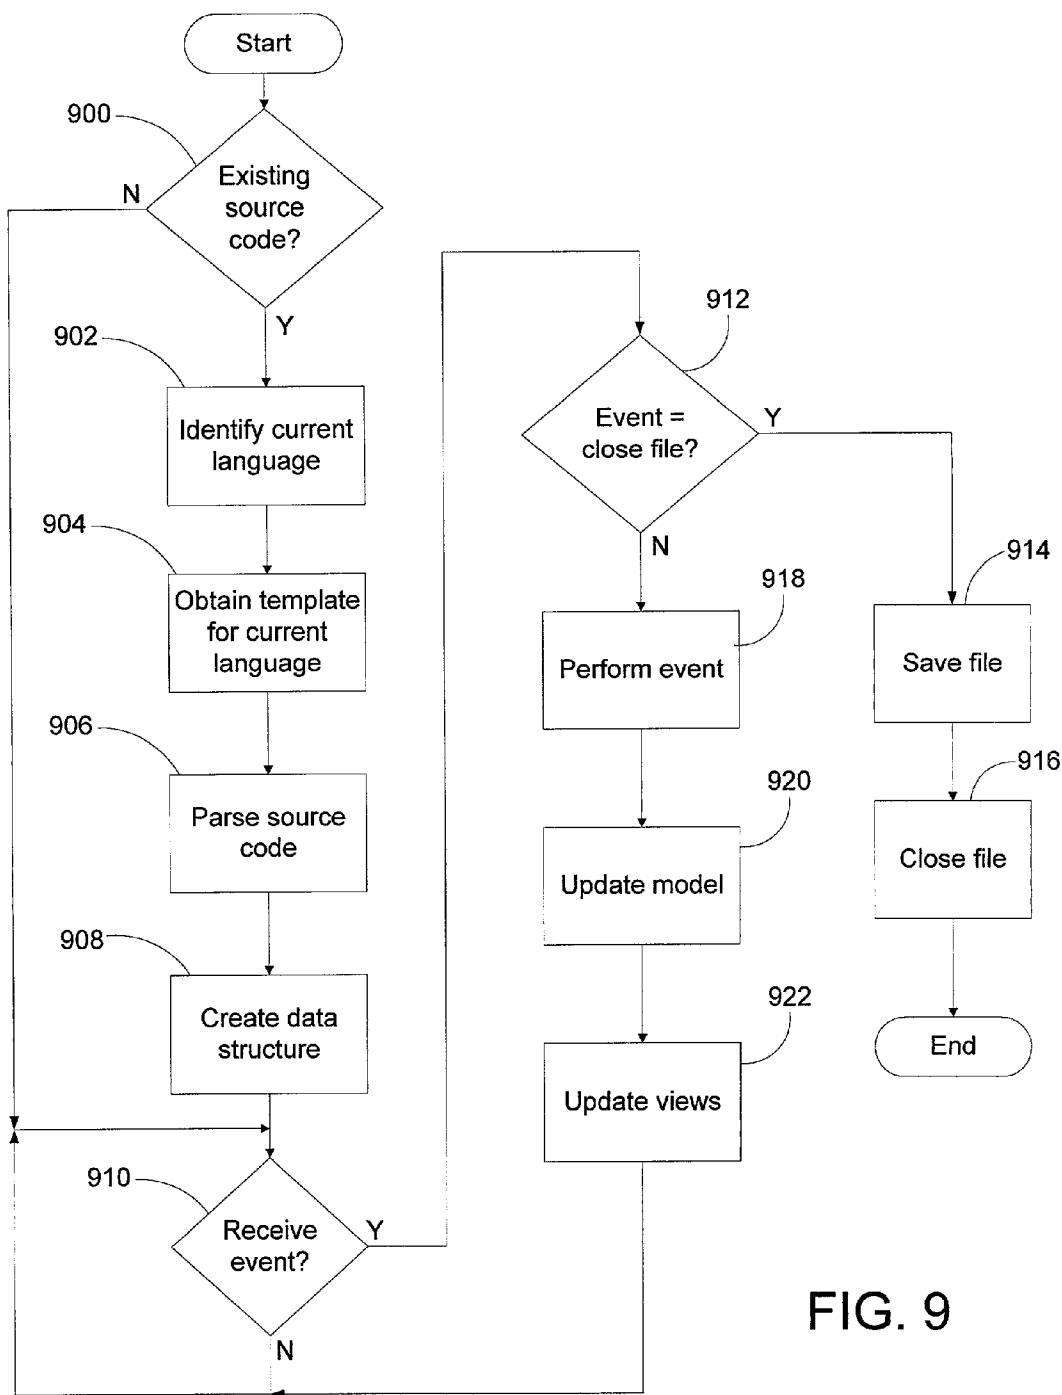 Start
900
Existing
source
code?
N
Y
902
Identify current
language
904
Obtain template
for current
language
906
Parse source
code
908
Create data
structure
910
Receive
event?
Y
N
912
Event =
close file?
Y
N
914
Save file
916
Close file
End
918
Perform event
920
Update model
922
Update views
FIG. 9